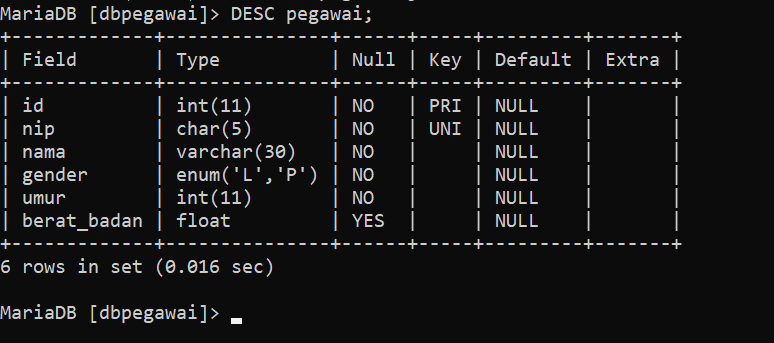 MariaDB [dbpegawai]> DESC pegawai;
+-------------+---------------+------+-----+---------+-------+
| Field       | Type          | Null | Key | Default | Extra |
+-------------+---------------+------+-----+---------+-------+
| id          | int(11)       | NO   | PRI | NULL    |       |
| nip         | char(5)       | NO   | UNI | NULL    |       |
| nama        | varchar(30)   | NO   |     | NULL    |       |
| gender      | enum('L','P') | NO   |     | NULL    |       |
| umur        | int(11)       | NO   |     | NULL    |       |
| berat_badan | float         | YES  |     | NULL    |       |
+-------------+---------------+------+-----+---------+-------+
6 rows in set (0.016 sec)
MariaDB [dbpegawai]>